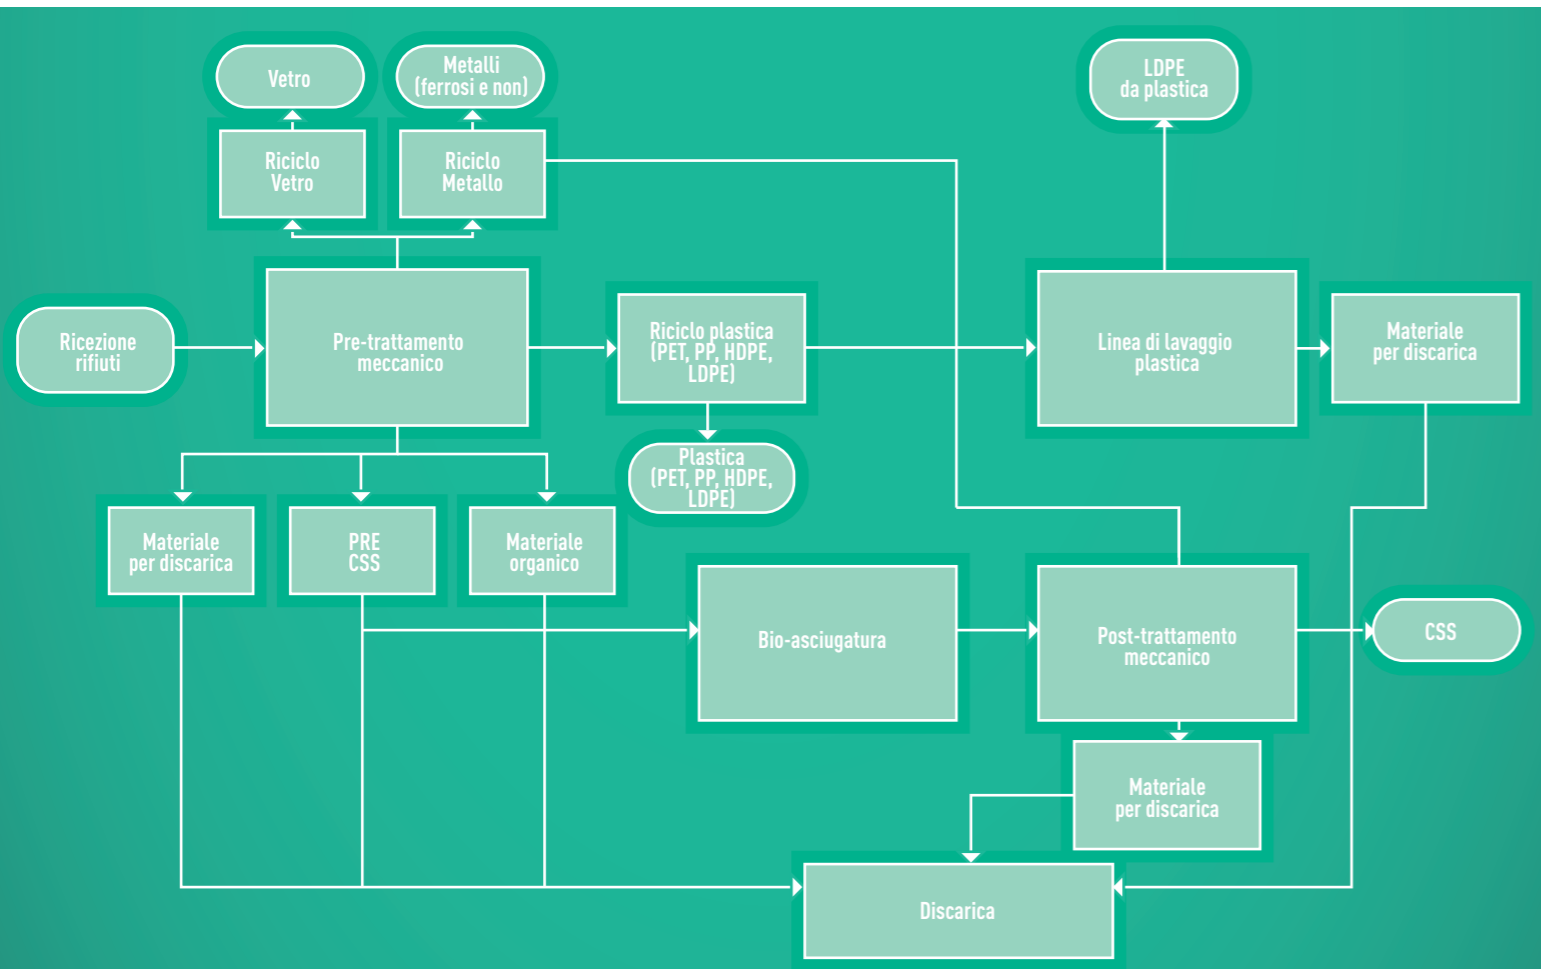 Vetro
Metalli
(ferrosi e non)
LDPE
da plastica
Riciclo
Vetro
Riciclo
Metallo
Ricezione
rifiuti
Pre-trattamento
meccanico
Riciclo plastica
(PET, PP, HDPE,
LDPE)
Linea di lavaggio
plastica
Materiale
per discarica
Plastica
(PET, PP, HDPE,
LDPE)
Materiale
per discarica
PRE
CSS
Materiale
organico
Bio-asciugatura
Post-trattamento
meccanico
CSS
Materiale
per discarica
Discarica